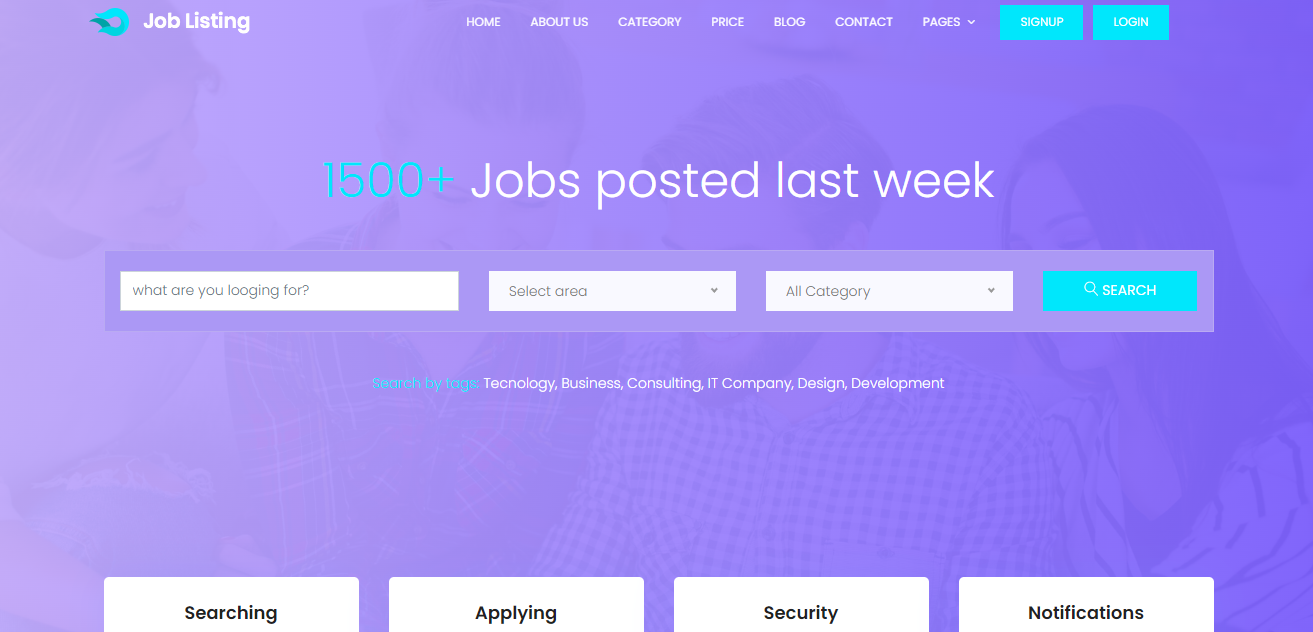 Job Listing
HOME ABOUT US CATEGORY PRICE BLOG CONTACT PAGES SIGNUP LOGIN
1500+ Jobs posted last week
what are you looging for? Select area All Category SEARCH
Search by tags: Tecnology, Business, Consulting, IT Company, Design, Development
Searching Applying Security Notifications